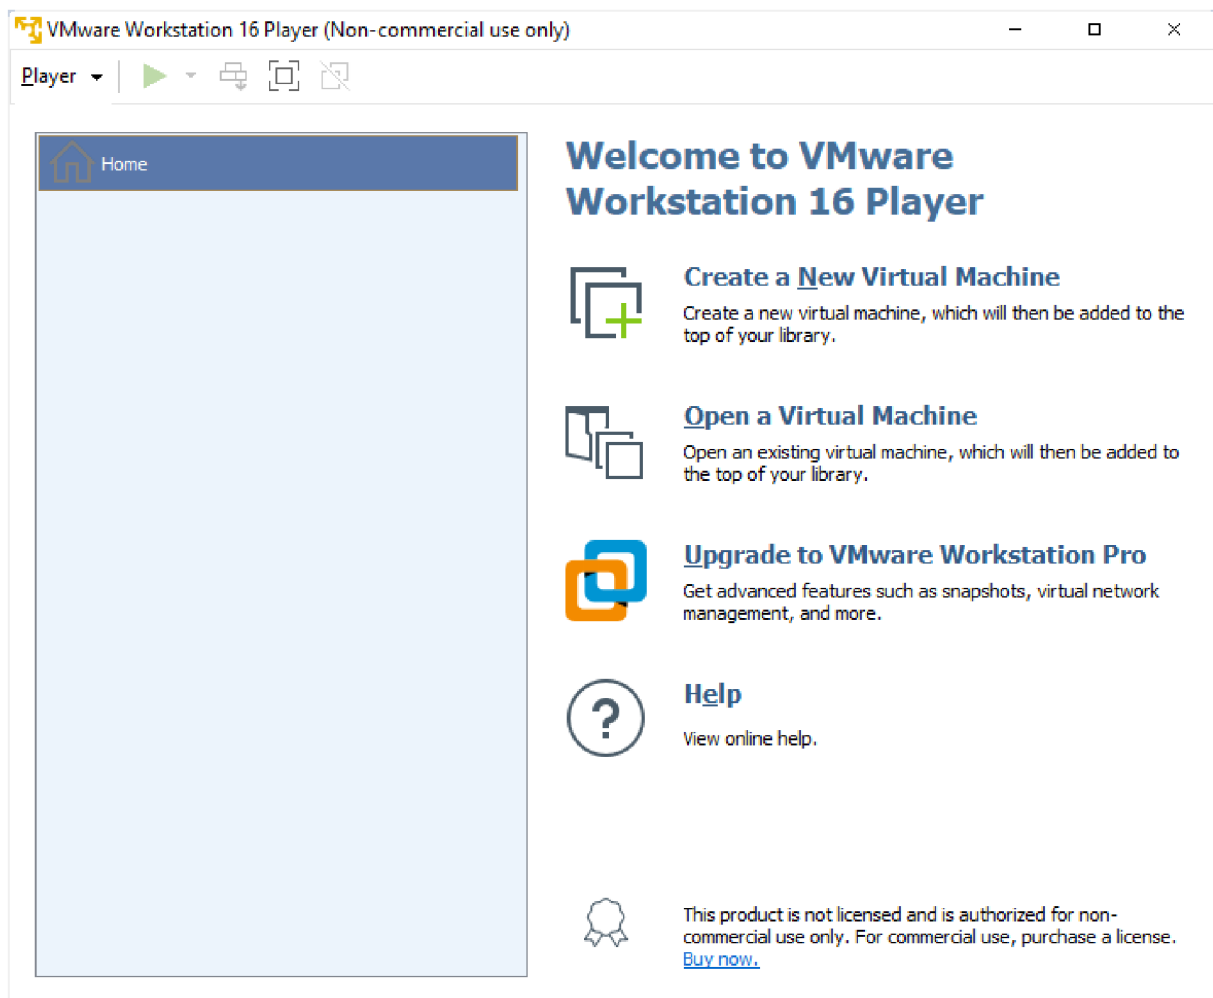 VMware Workstation 16 Player (Non-commercial use only)
Player
Home
Welcome to VMware
Workstation 16 Player
Create a New Virtual Machine
Create a new virtual machine, which will then be added to the
top of your library.
Open a Virtual Machine
Open an existing virtual machine, which will then be added to
the top of your library.
Upgrade to VMware Workstation Pro
Get advanced features such as snapshots, virtual network
management, and more.
?
Help
View online help.
This product is not licensed and is authorized for non-
commercial use only. For commercial use, purchase a license.
Buy now.